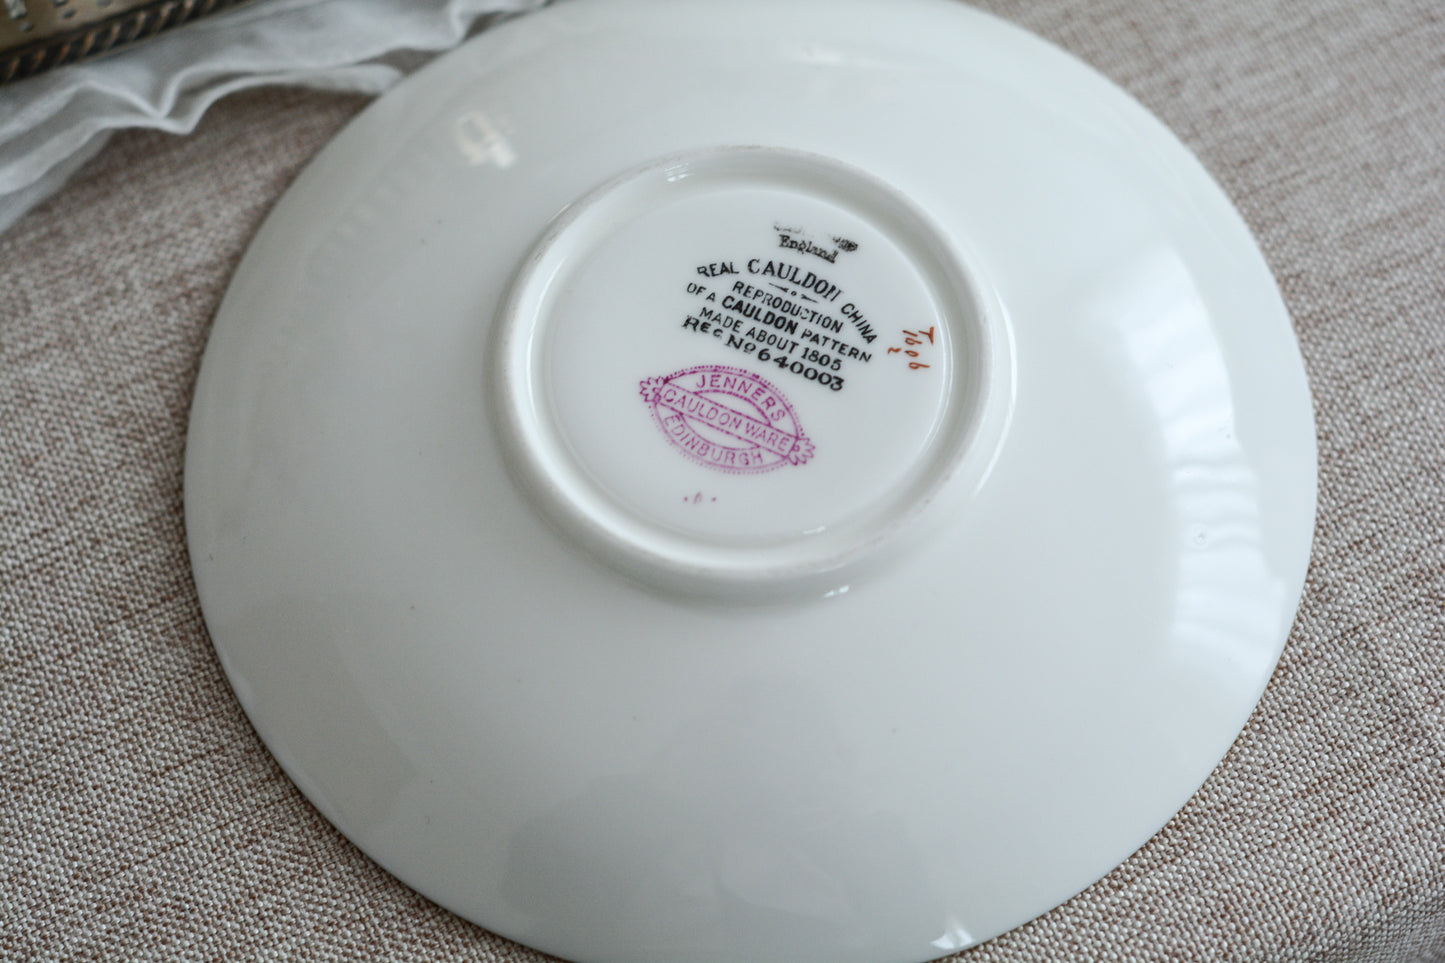 England
REAL CAULDON CHINA
REPRODUCTION
OF A CAULDON PATTERN
MADE ABOUT 1805
REG. No 640003
JENNERS
CAULDON WARE
EDINBURGH